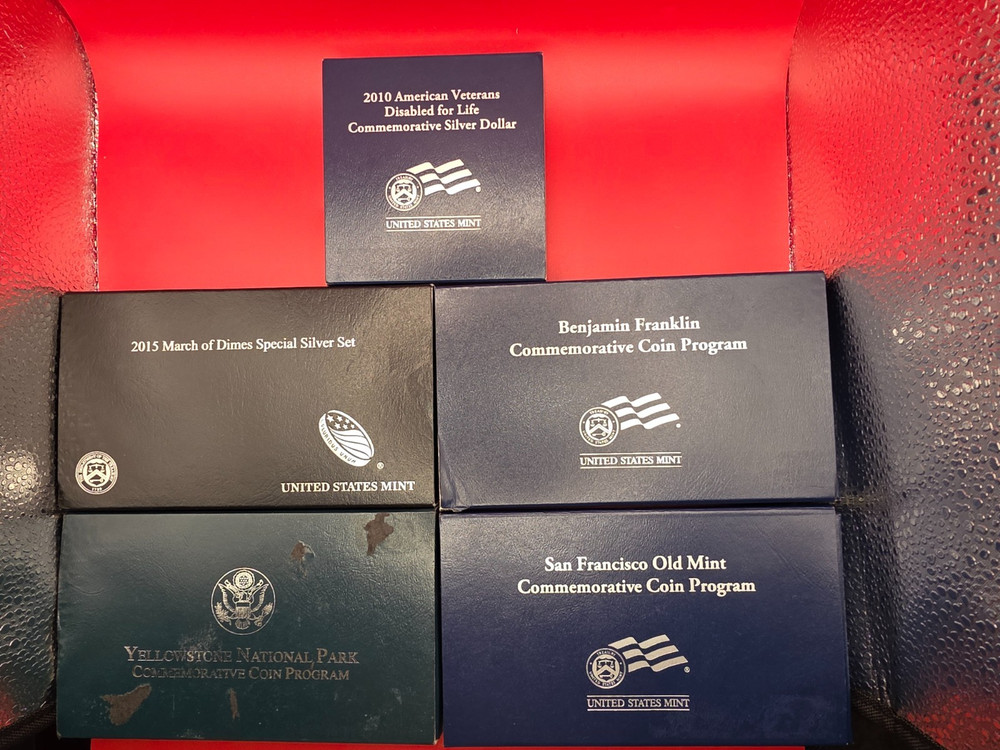 2010 American Veterans
Disabled for Life
Commemorative Silver Dollar
UNITED STATES MINT
2015 March of Dimes Special Silver Set
PLURIBUS UNUM
UNITED STATES MINT
Benjamin Franklin
Commemorative Coin Program
UNITED STATES MINT
YELLOWSTONE NATIONAL PARK
COMMEMORATIVE COIN PROGRAM
San Francisco Old Mint
Commemorative Coin Program
UNITED STATES MINT